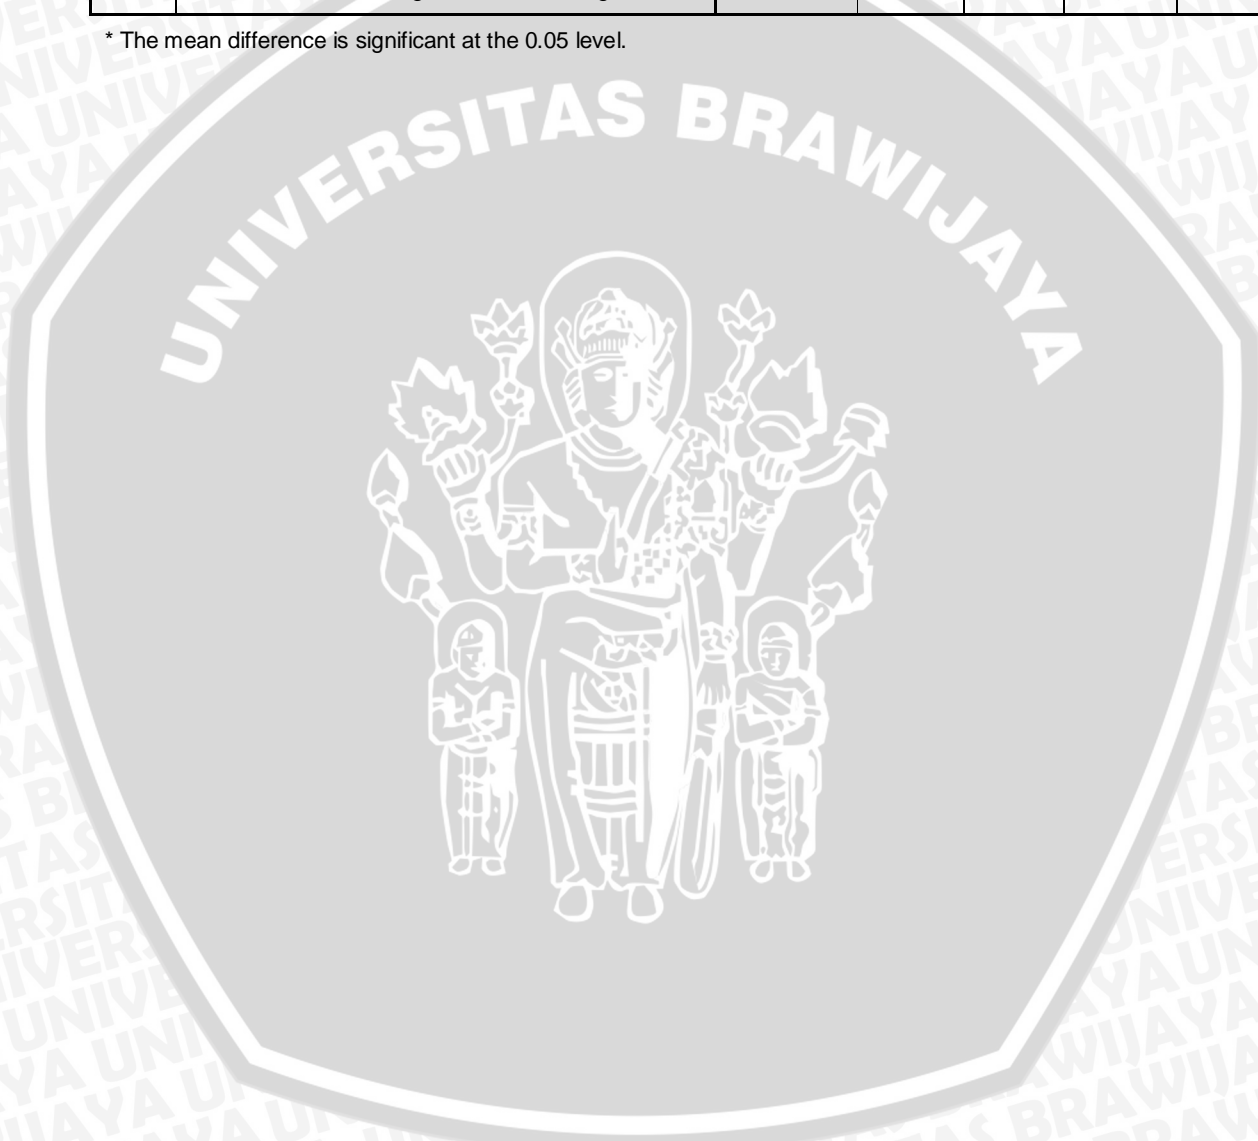 * The mean difference is significant at the 0.05 level.
UNIVERSITAS BRAWIJAYA